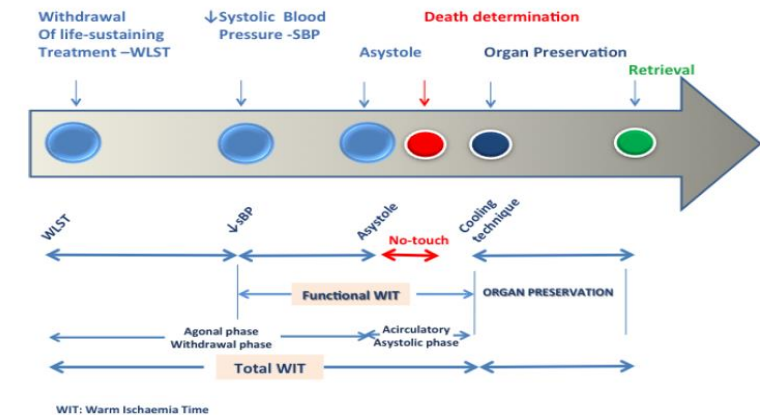 Withdrawal
Of life-sustaining
Treatment –WLST
↓Systolic Blood
Pressure -SBP
Asystole
Death determination
Organ Preservation
Retrieval
WLST
↓sBP
Asystole
No-touch
Cooling
technique
Functional WIT
ORGAN PRESERVATION
Agonal phase
Withdrawal phase
Acirculatory
Asystolic phase
Total WIT
WIT: Warm Ischaemia Time